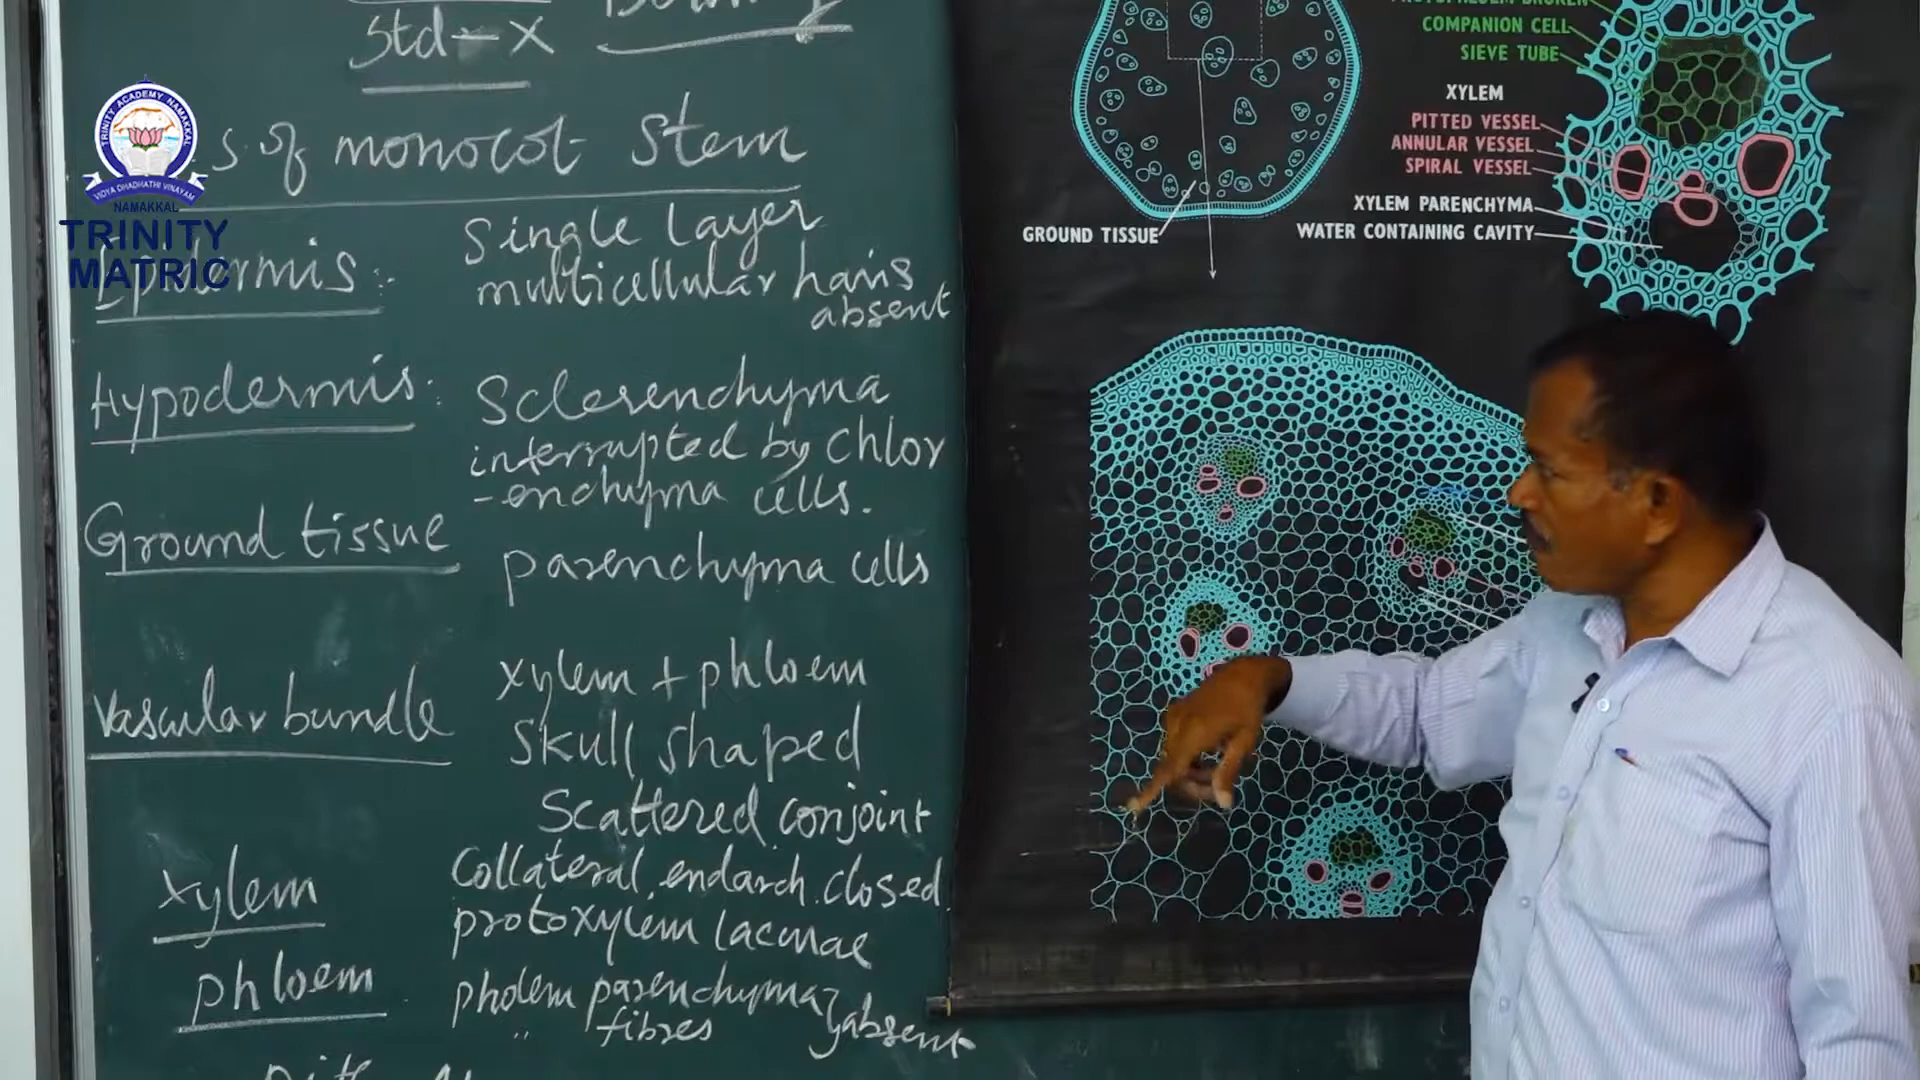 Std - X
s of monocot Stem
Epidermis :-
Single layer
multicellular hairs
absent
Hypodermis :
Sclerenchyma
interrupted by Chlor
-enchyma cells.
Ground tissue
parenchyma cells
Vascular bundle
xylem + phloem
Skull shaped
Scattered conjoint
Xylem
Collateral, endarch. closed.
protoxylem lacunae
phloem
pholem parenchyma
" fibres
absent
TRINITY ACADEMY NAMAKKAL
VIDYA DHADHATHI VINAYAM
NAMAKKAL
TRINITY
MATRIC
PROTOPHLOEM BROKEN
COMPANION CELL
SIEVE TUBE
XYLEM
PITTED VESSEL
ANNULAR VESSEL
SPIRAL VESSEL
XYLEM PARENCHYMA
WATER CONTAINING CAVITY
GROUND TISSUE